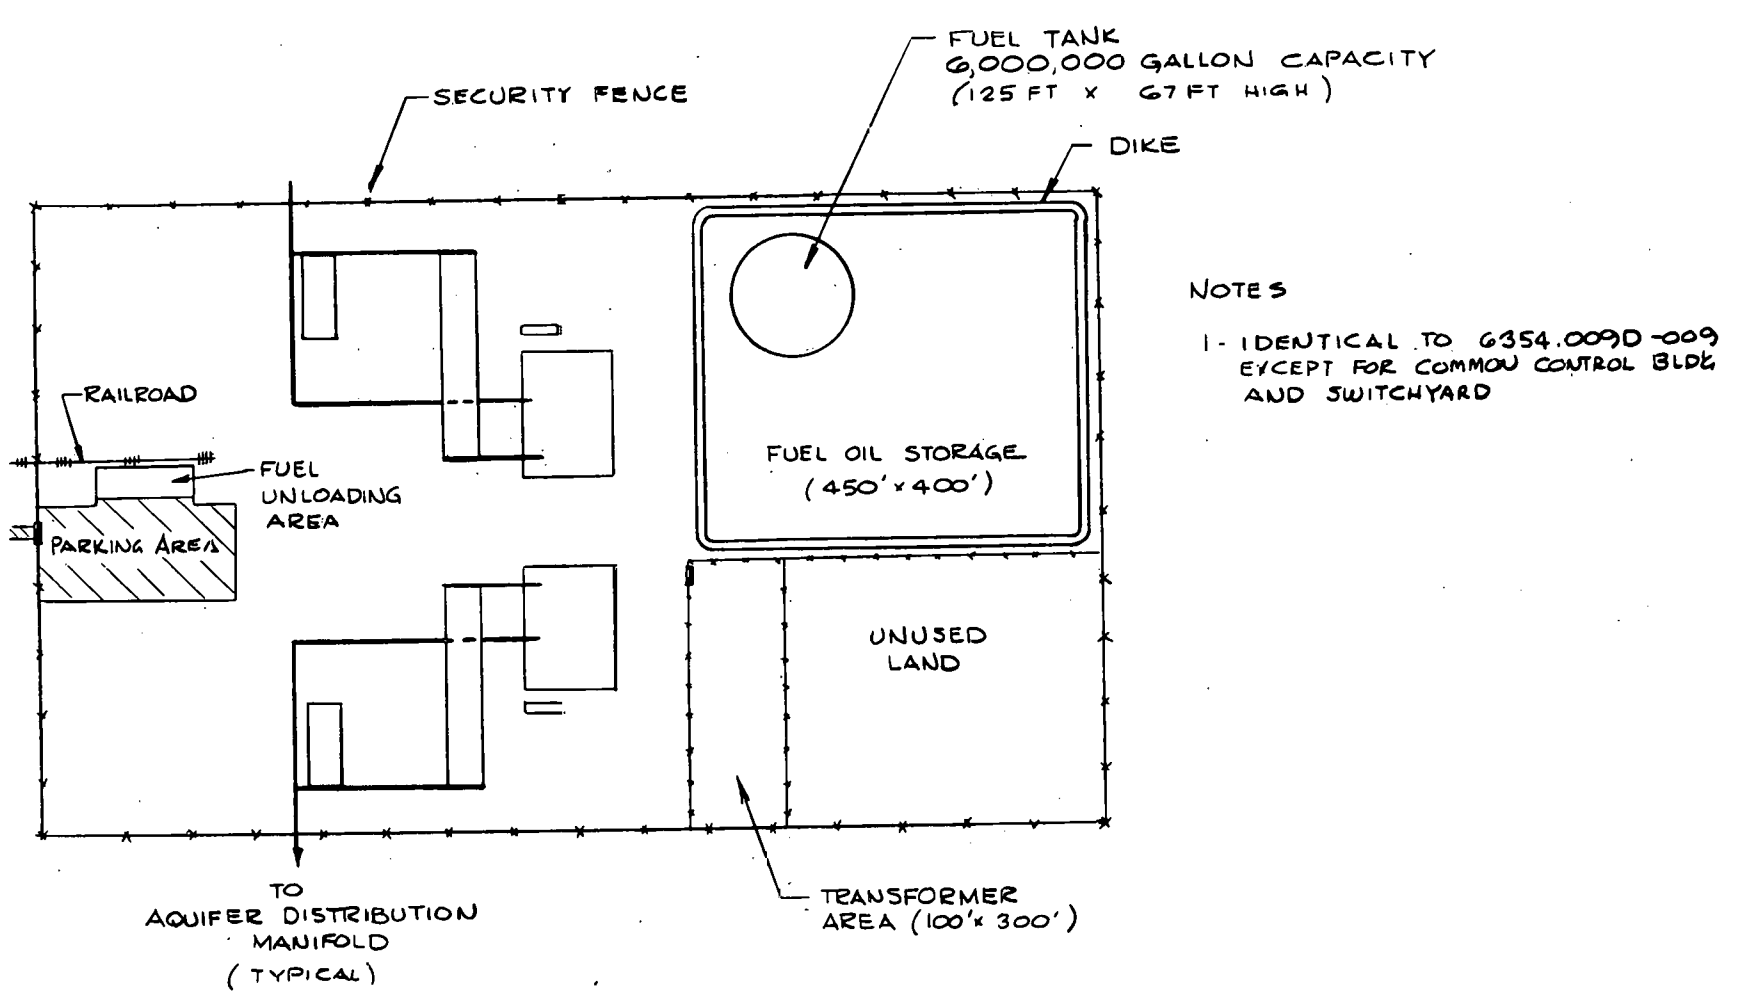 FUEL TANK
6,000,000 GALLON CAPACITY
(125 FT x 67 FT HIGH)
SECURITY FENCE
DIKE
NOTES
1- IDENTICAL TO 6354.009D-009
EXCEPT FOR COMMON CONTROL BLDG
AND SWITCHYARD
RAILROAD
FUEL
UNLOADING
AREA
PARKING AREA
FUEL OIL STORAGE
(450' x 400')
UNUSED
LAND
TO
AQUIFER DISTRIBUTION
MANIFOLD
(TYPICAL)
TRANSFORMER
AREA (100' x 300')